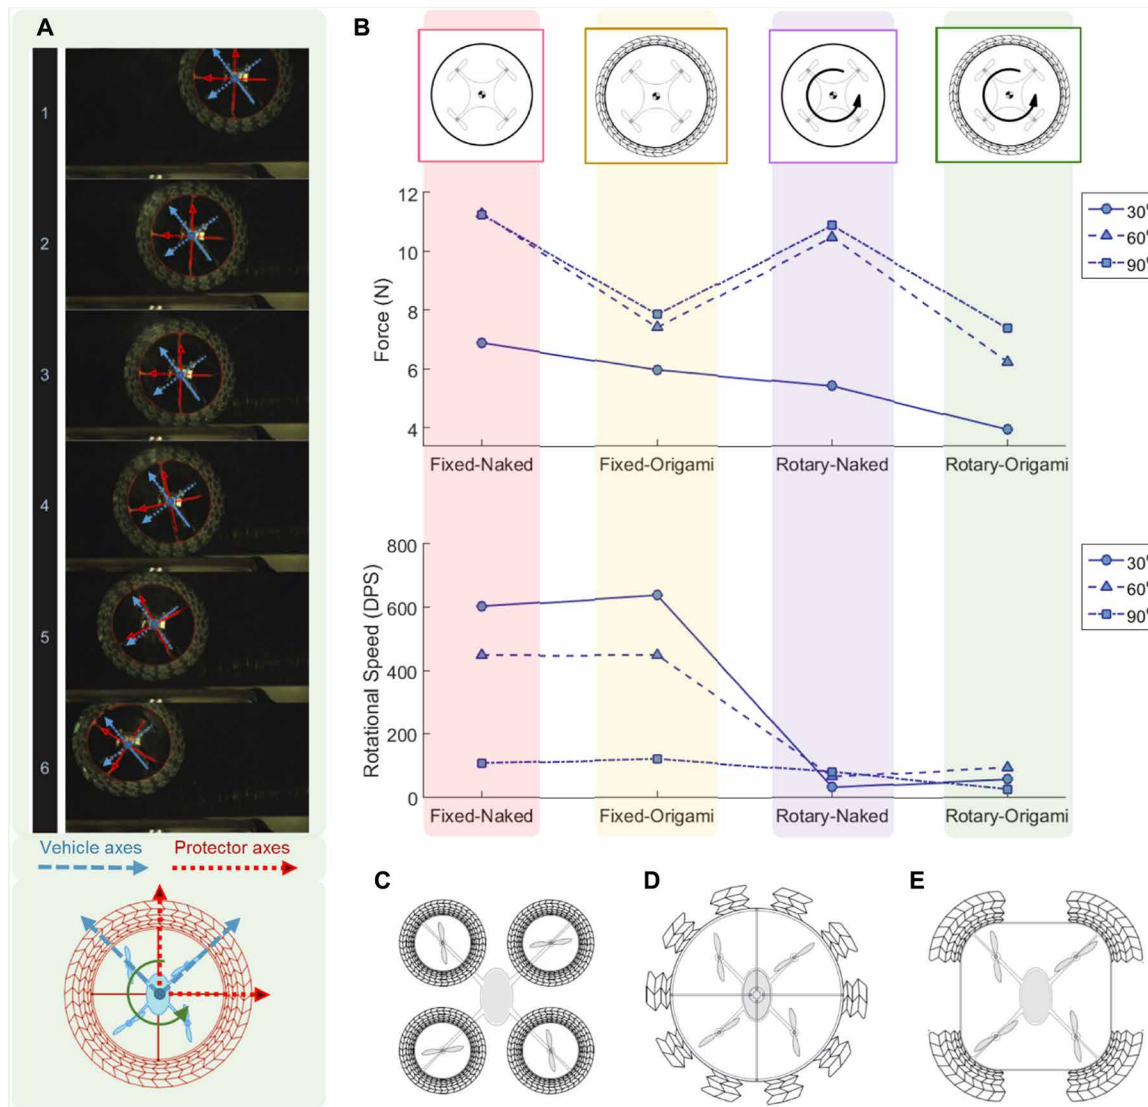 A
B
1
2
3
4
5
6
Vehicle axes
Protector axes
12
10
8
6
4
Force (N)
30°
60°
90°
Fixed-Naked
Fixed-Origami
Rotary-Naked
Rotary-Origami
800
600
400
200
0
Rotational Speed (DPS)
30°
60°
90°
Fixed-Naked
Fixed-Origami
Rotary-Naked
Rotary-Origami
C
D
E